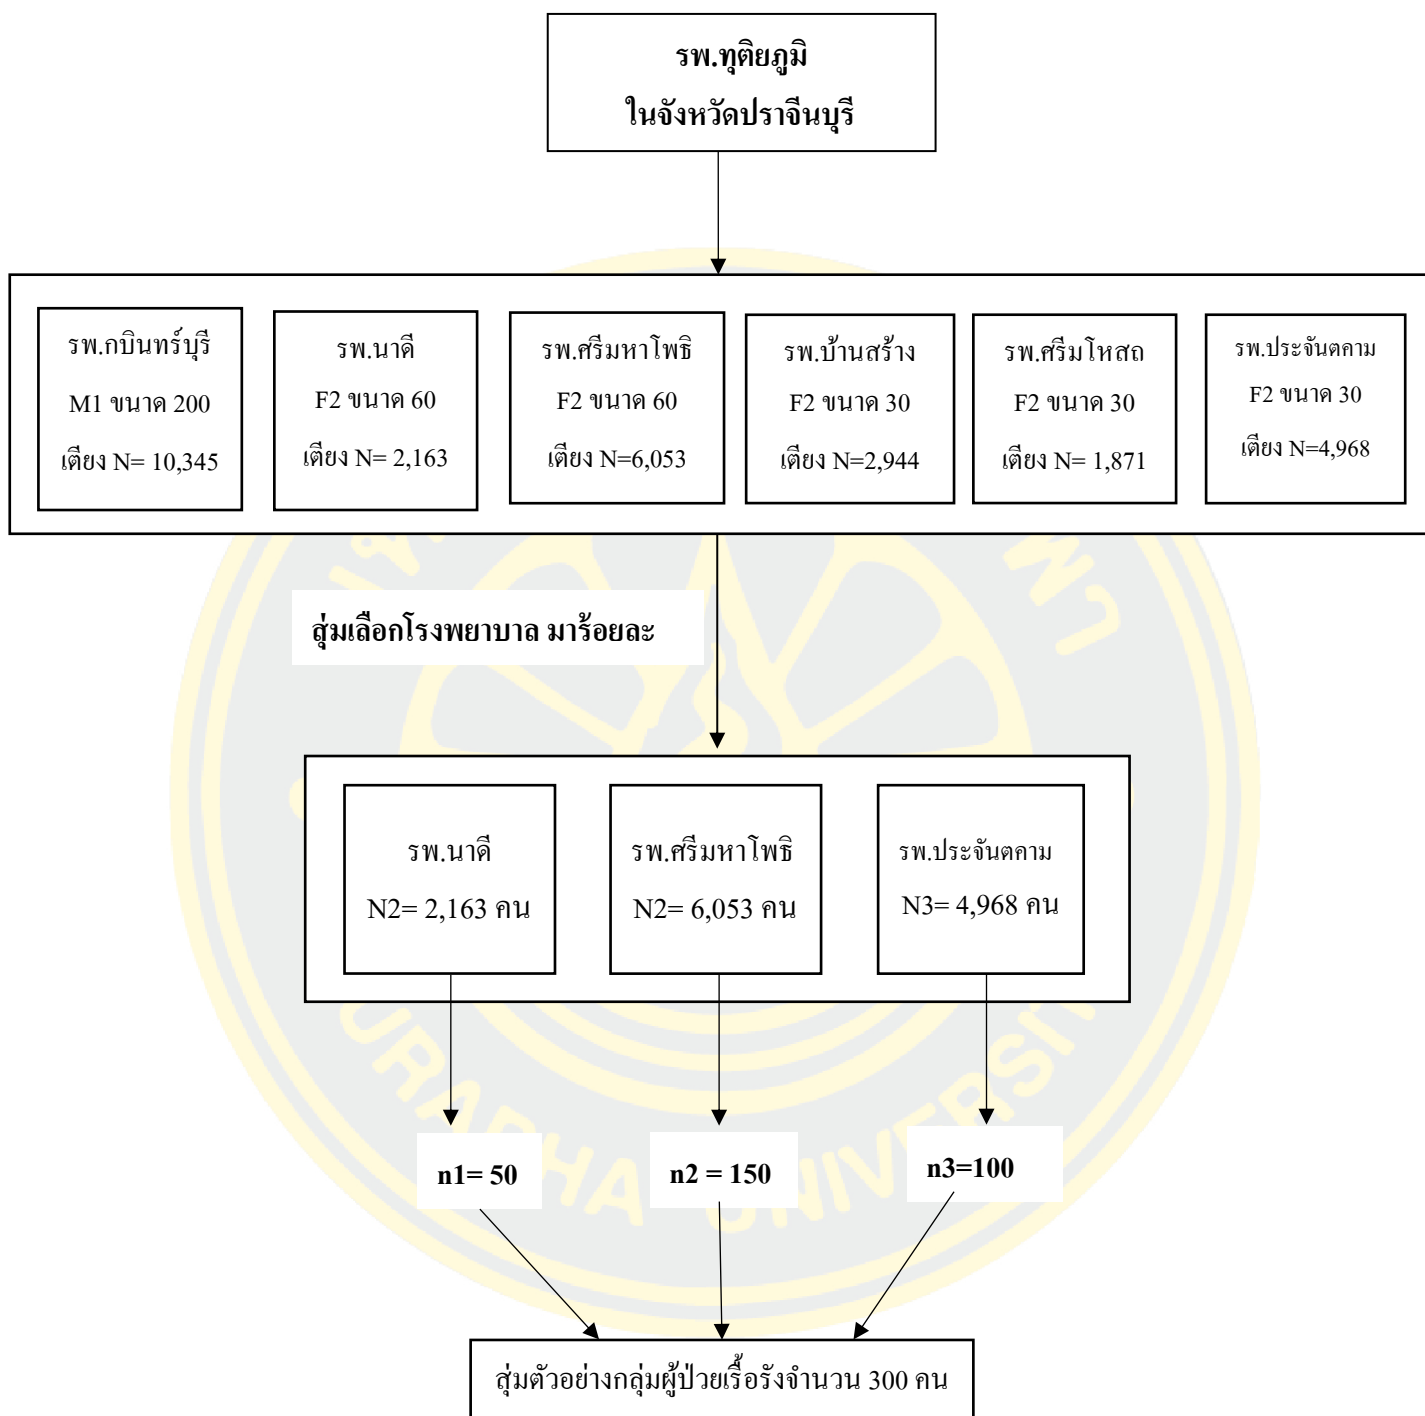 รพ.ทุติยภูมิ
ในจังหวัดปราจีนบุรี
รพ.กบินทร์บุรี
M1 ขนาด 200
เตียง N= 10,345
รพ.นาดี
F2 ขนาด 60
เตียง N= 2,163
รพ.ศรีมหาโพธิ
F2 ขนาด 60
เตียง N=6,053
รพ.บ้านสร้าง
F2 ขนาด 30
เตียง N=2,944
รพ.ศรีมโหสถ
F2 ขนาด 30
เตียง N= 1,871
รพ.ประจันตคาม
F2 ขนาด 30
เตียง N=4,968
สุ่มเลือกโรงพยาบาล มาร้อยละ
รพ.นาดี
N2= 2,163 คน
รพ.ศรีมหาโพธิ
N2= 6,053 คน
รพ.ประจันตคาม
N3= 4,968 คน
n1= 50
n2 = 150
n3=100
สุ่มตัวอย่างกลุ่มผู้ป่วยเรื้อรังจำนวน 300 คน